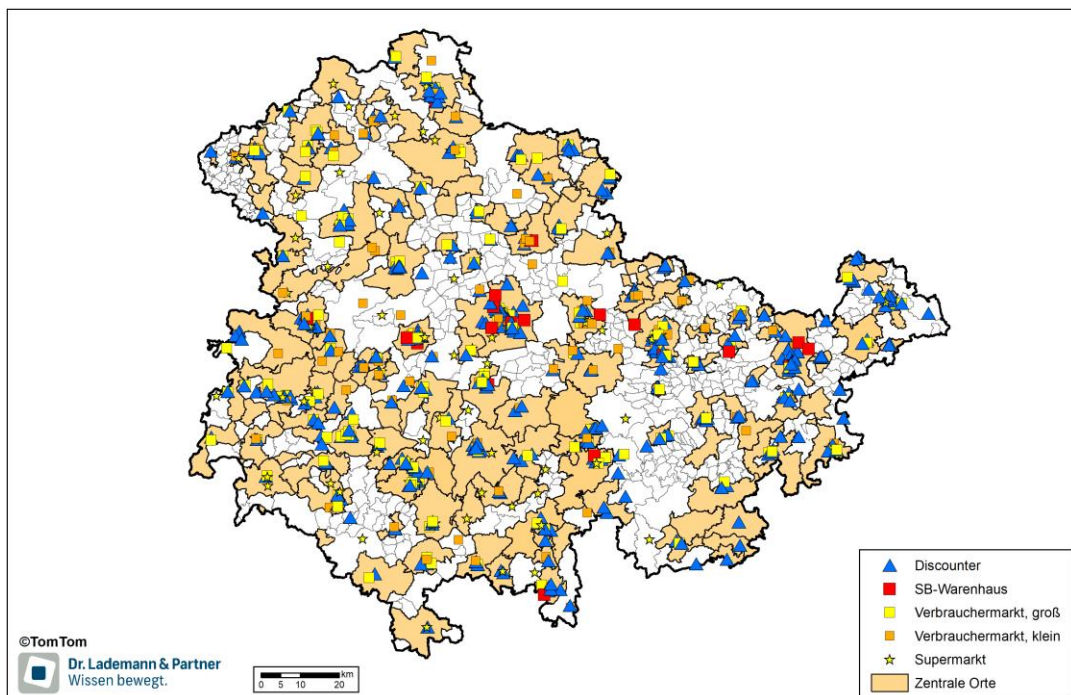 Discounter
SB-Warenhaus
Verbrauchermarkt, groß
Verbrauchermarkt, klein
Supermarkt
Zentrale Orte
©TomTom
Dr. Lademann & Partner
Wissen bewegt.
km
0 5 10 20